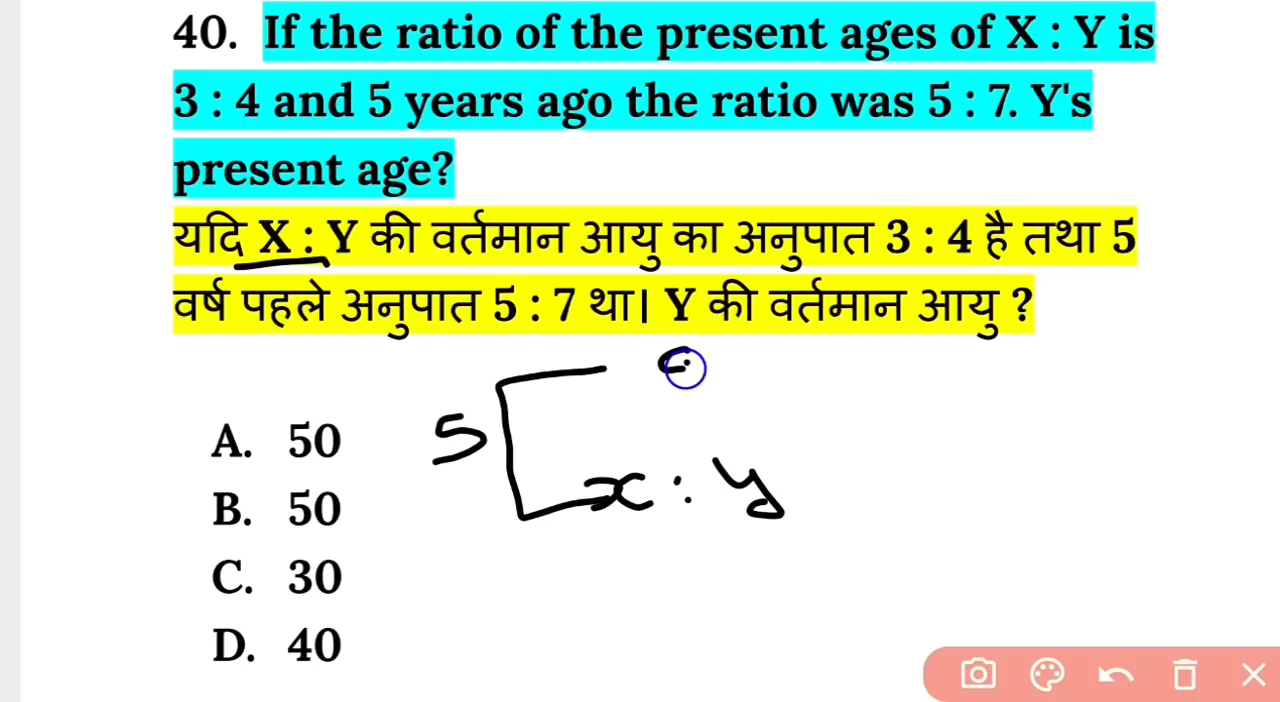 40. If the ratio of the present ages of X : Y is
3 : 4 and 5 years ago the ratio was 5 : 7. Y's
present age?
यदि X : Y की वर्तमान आयु का अनुपात 3 : 4 है तथा 5
वर्ष पहले अनुपात 5 : 7 था। Y की वर्तमान आयु ?
A. 50
B. 50
C. 30
D. 40
5
x : y